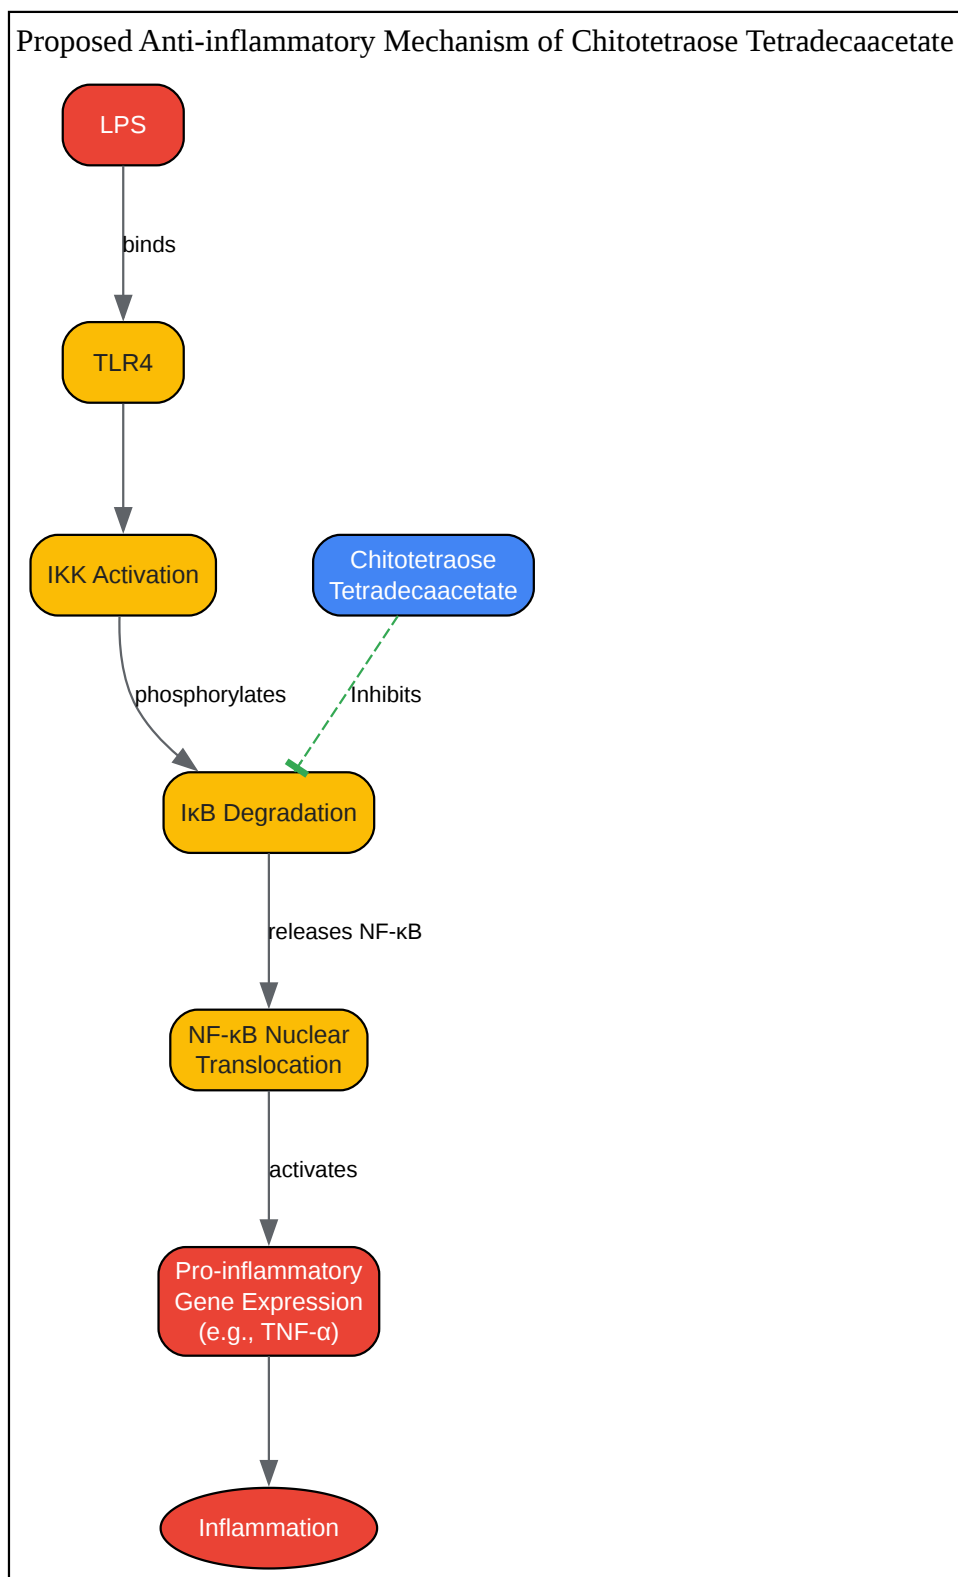 Proposed Anti-inflammatory Mechanism of Chitotetraose Tetradecaacetate
LPS
binds
TLR4
IKK Activation
Chitotetraose
Tetradecaacetate
phosphorylates
Inhibits
IκB Degradation
releases NF-κB
NF-κB Nuclear
Translocation
activates
Pro-inflammatory
Gene Expression
(e.g., TNF-α)
Inflammation